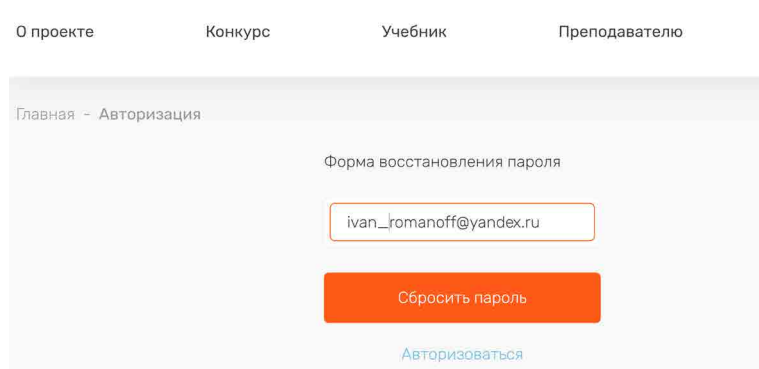 О проекте Конкурс Учебник Преподавателю
Главная - Авторизация
Форма восстановления пароля
ivan_romanoff@yandex.ru
Сбросить пароль
Авторизоваться